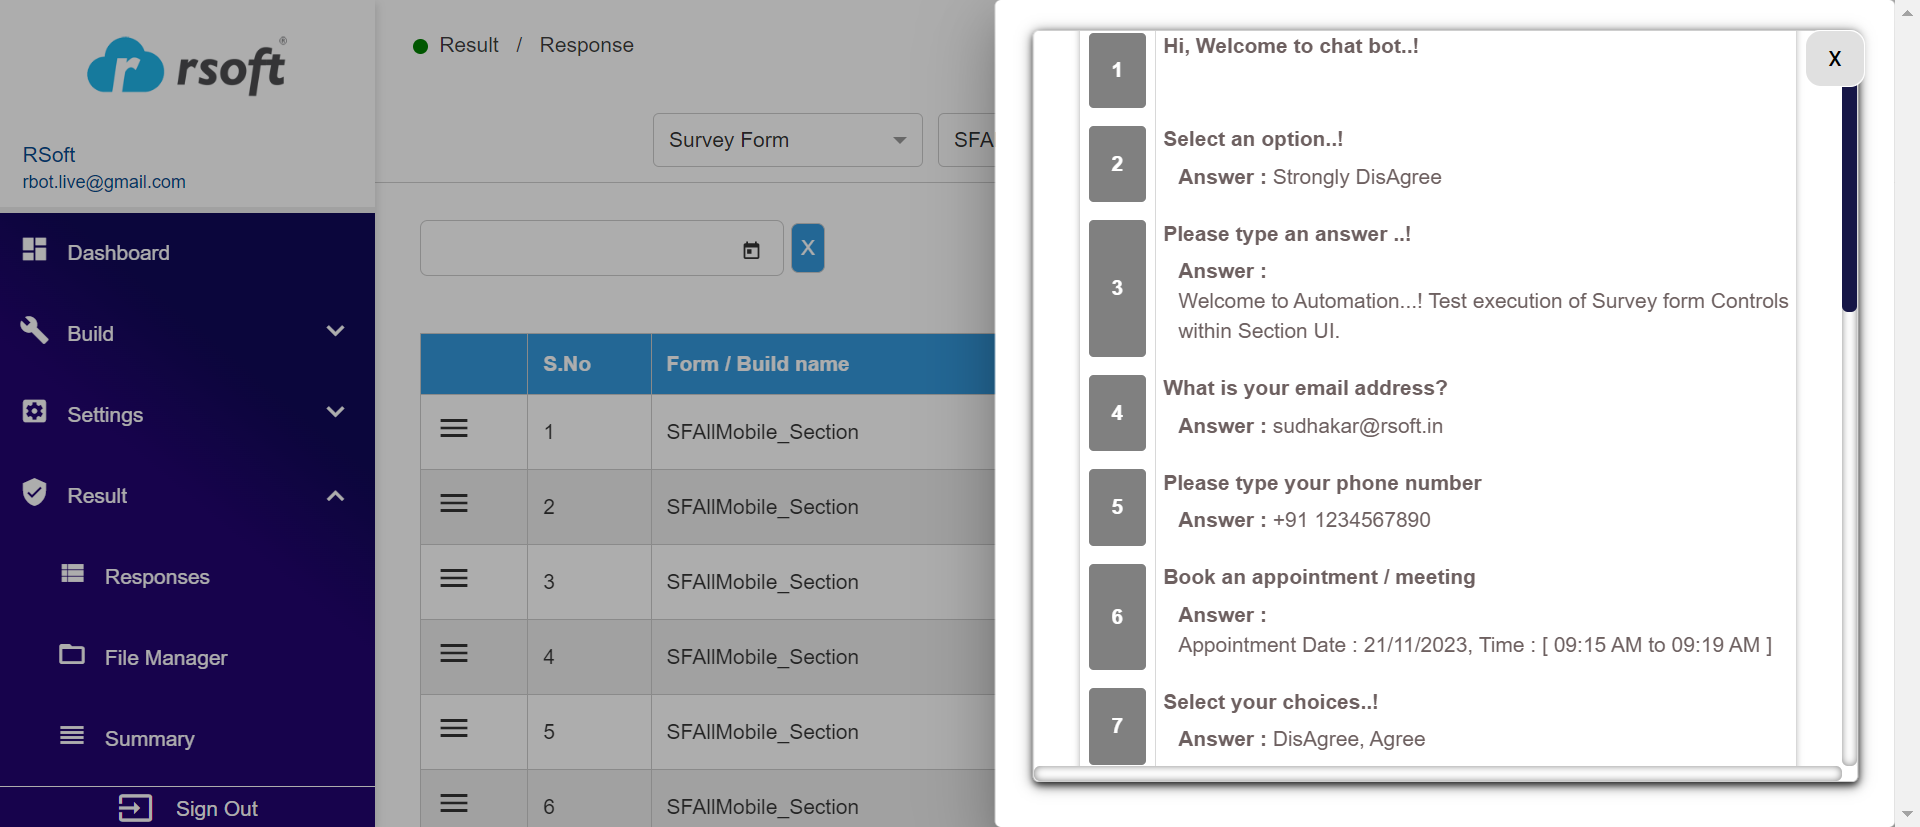 rsoft®
RSoft
rbot.live@gmail.com
Dashboard
Build
Settings
Result
Responses
File Manager
Summary
Sign Out
Result / Response
Survey Form
SFA
X
S.No Form / Build name
1 SFAllMobile_Section
2 SFAllMobile_Section
3 SFAllMobile_Section
4 SFAllMobile_Section
5 SFAllMobile_Section
6 SFAllMobile_Section
X
1 Hi, Welcome to chat bot..!
2 Select an option..!
Answer : Strongly DisAgree
3 Please type an answer ..!
Answer :
Welcome to Automation...! Test execution of Survey form Controls
within Section UI.
4 What is your email address?
Answer : sudhakar@rsoft.in
5 Please type your phone number
Answer : +91 1234567890
6 Book an appointment / meeting
Answer :
Appointment Date : 21/11/2023, Time : [ 09:15 AM to 09:19 AM ]
7 Select your choices..!
Answer : DisAgree, Agree